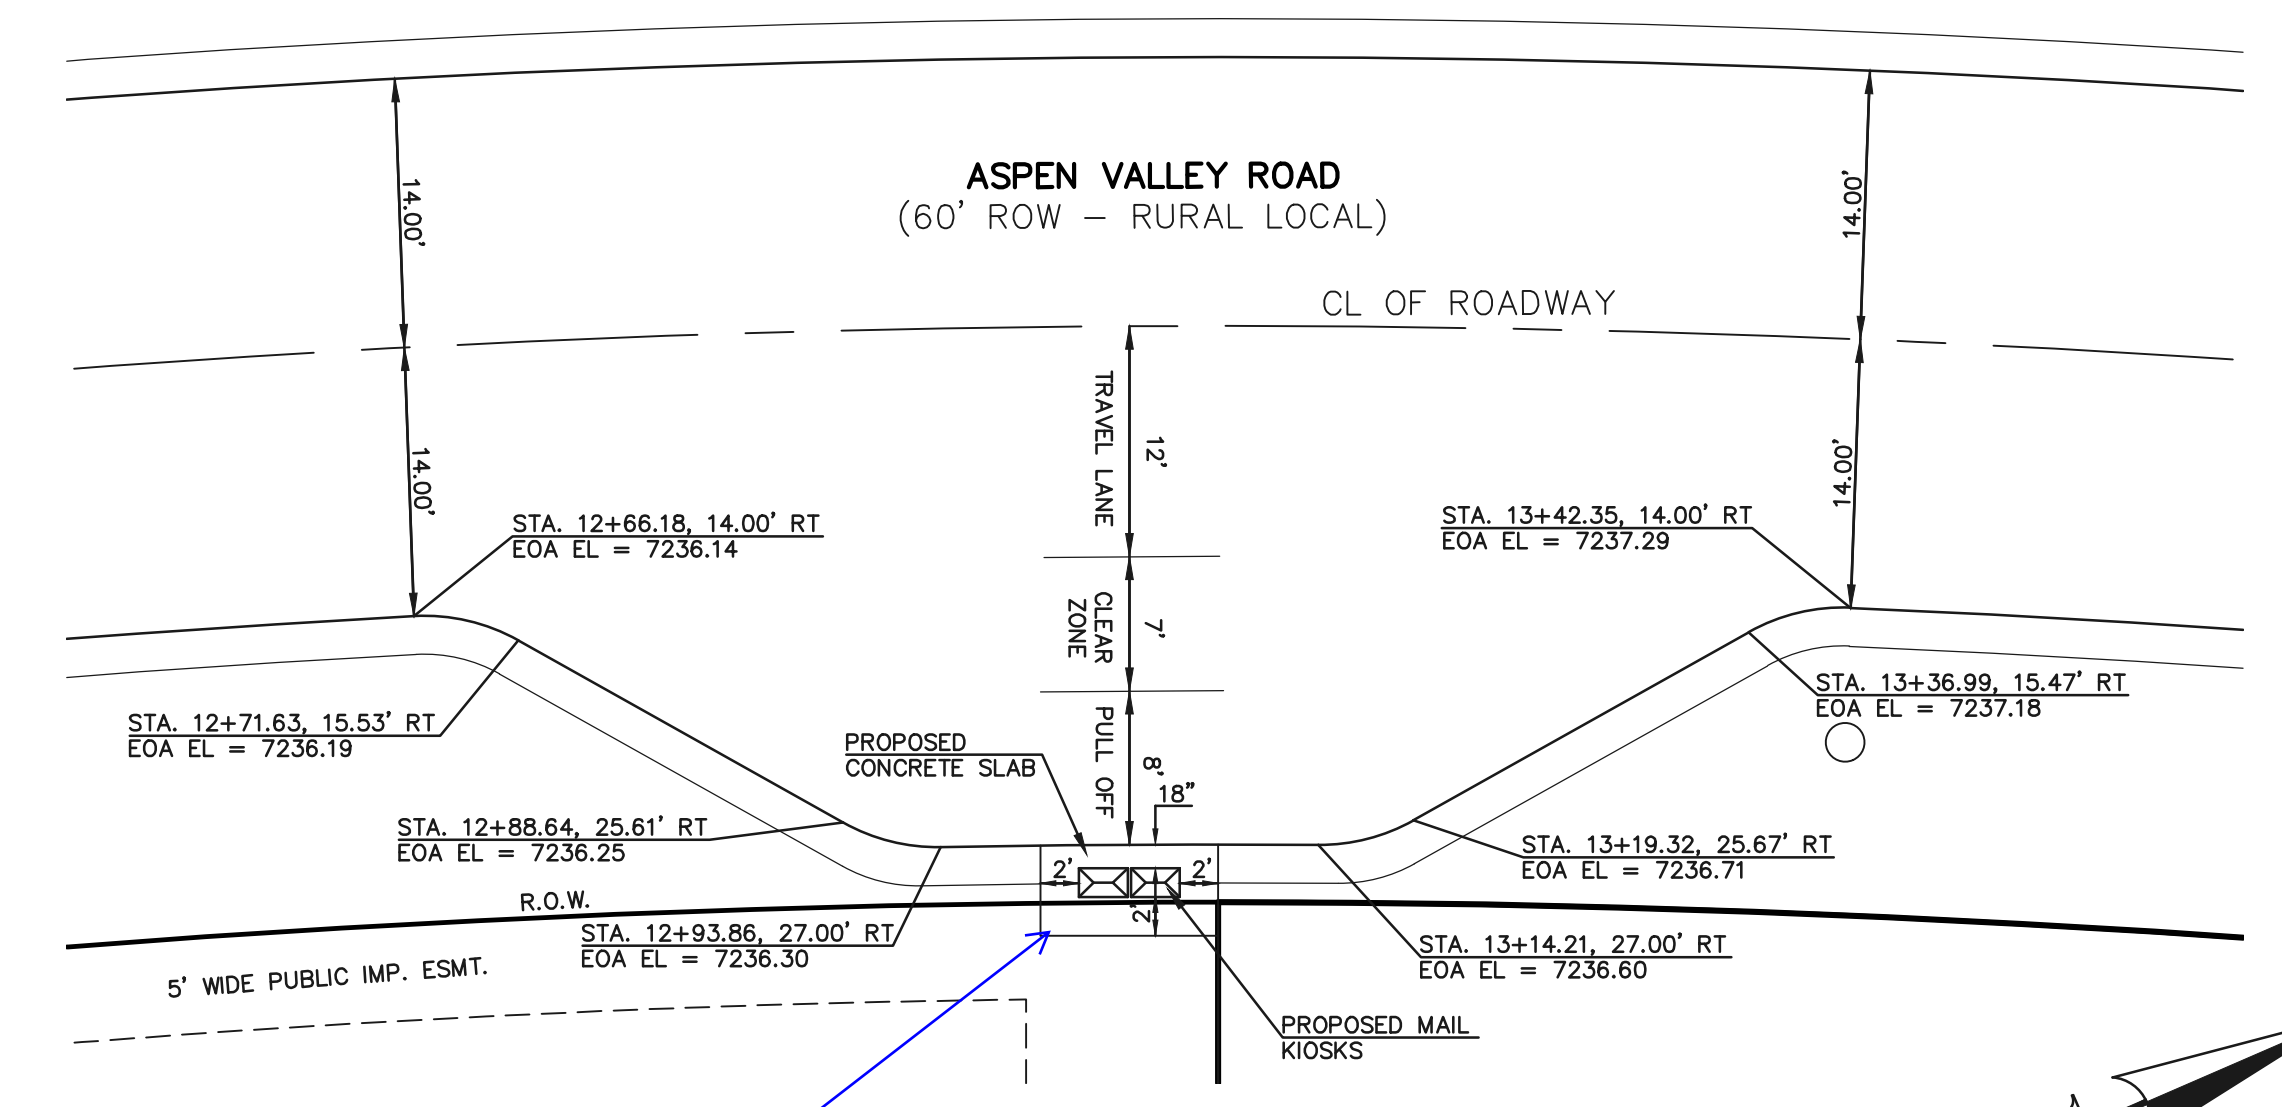 ASPEN VALLEY ROAD
(60' ROW – RURAL LOCAL)
14.00'
14.00'
CL OF ROADWAY
TRAVEL LANE
12'
14.00'
14.00'
STA. 12+66.18, 14.00' RT
EOA EL = 7236.14
STA. 13+42.35, 14.00' RT
EOA EL = 7237.29
CLEAR
ZONE
7'
STA. 12+71.63, 15.53' RT
EOA EL = 7236.19
STA. 13+36.99, 15.47' RT
EOA EL = 7237.18
PULL OFF
8'
18"
PROPOSED
CONCRETE SLAB
STA. 12+88.64, 25.61' RT
EOA EL = 7236.25
STA. 13+19.32, 25.67' RT
EOA EL = 7236.71
2'
2'
2'
R.O.W.
STA. 12+93.86, 27.00' RT
EOA EL = 7236.30
STA. 13+14.21, 27.00' RT
EOA EL = 7236.60
5' WIDE PUBLIC IMP. ESMT.
PROPOSED MAIL
KIOSKS